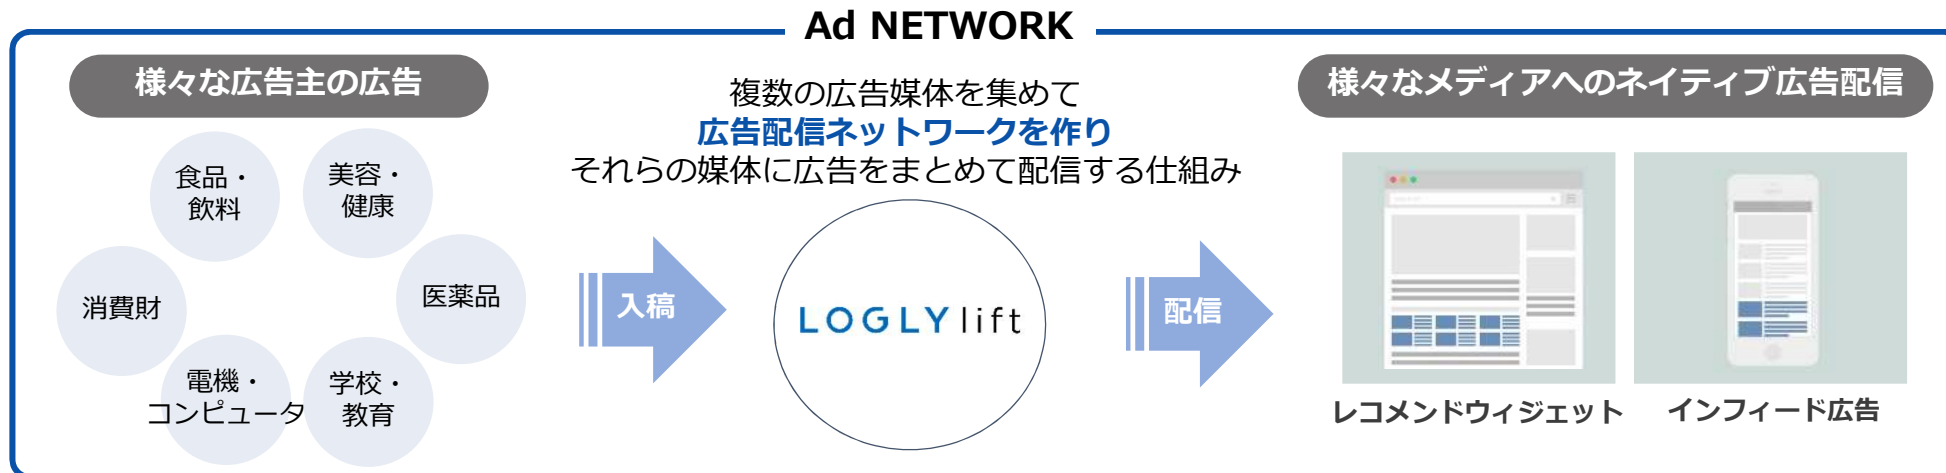 Ad NETWORK
様々な広告主の広告
食品・
飲料
美容・
健康
消費財
医薬品
電機・
コンピュータ
学校・
教育
入稿
複数の広告媒体を集めて
広告配信ネットワークを作り
それらの媒体に広告をまとめて配信する仕組み
LOGLY lift
配信
様々なメディアへのネイティブ広告配信
レコメンドウィジェット
インフィード広告